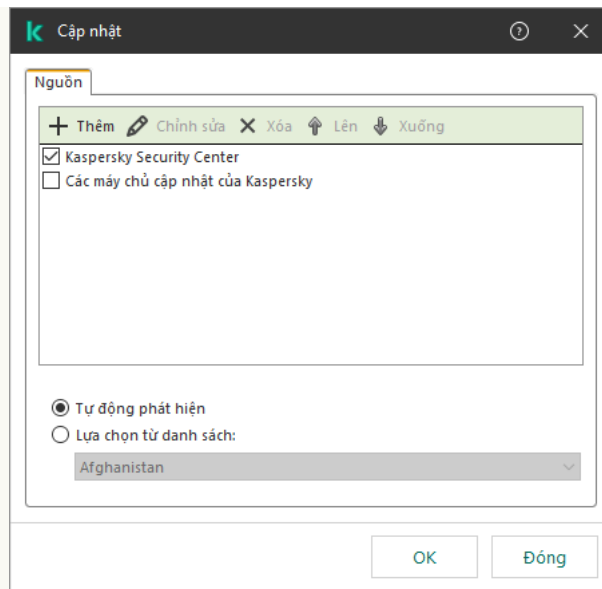 Cập nhật
Nguồn
Thêm Chỉnh sửa Xóa Lên Xuống
Kaspersky Security Center
Các máy chủ cập nhật của Kaspersky
Tự động phát hiện
Lựa chọn từ danh sách:
Afghanistan
OK Đóng